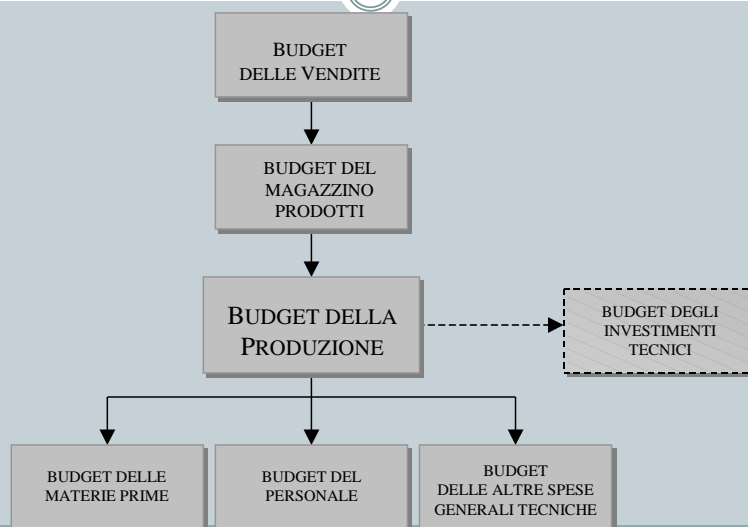 BUDGET
DELLE VENDITE
BUDGET DEL
MAGAZZINO
PRODOTTI
BUDGET DELLA
PRODUZIONE
BUDGET DEGLI
INVESTIMENTI
TECNICI
BUDGET DELLE
MATERIE PRIME
BUDGET DEL
PERSONALE
BUDGET
DELLE ALTRE SPESE
GENERALI TECNICHE